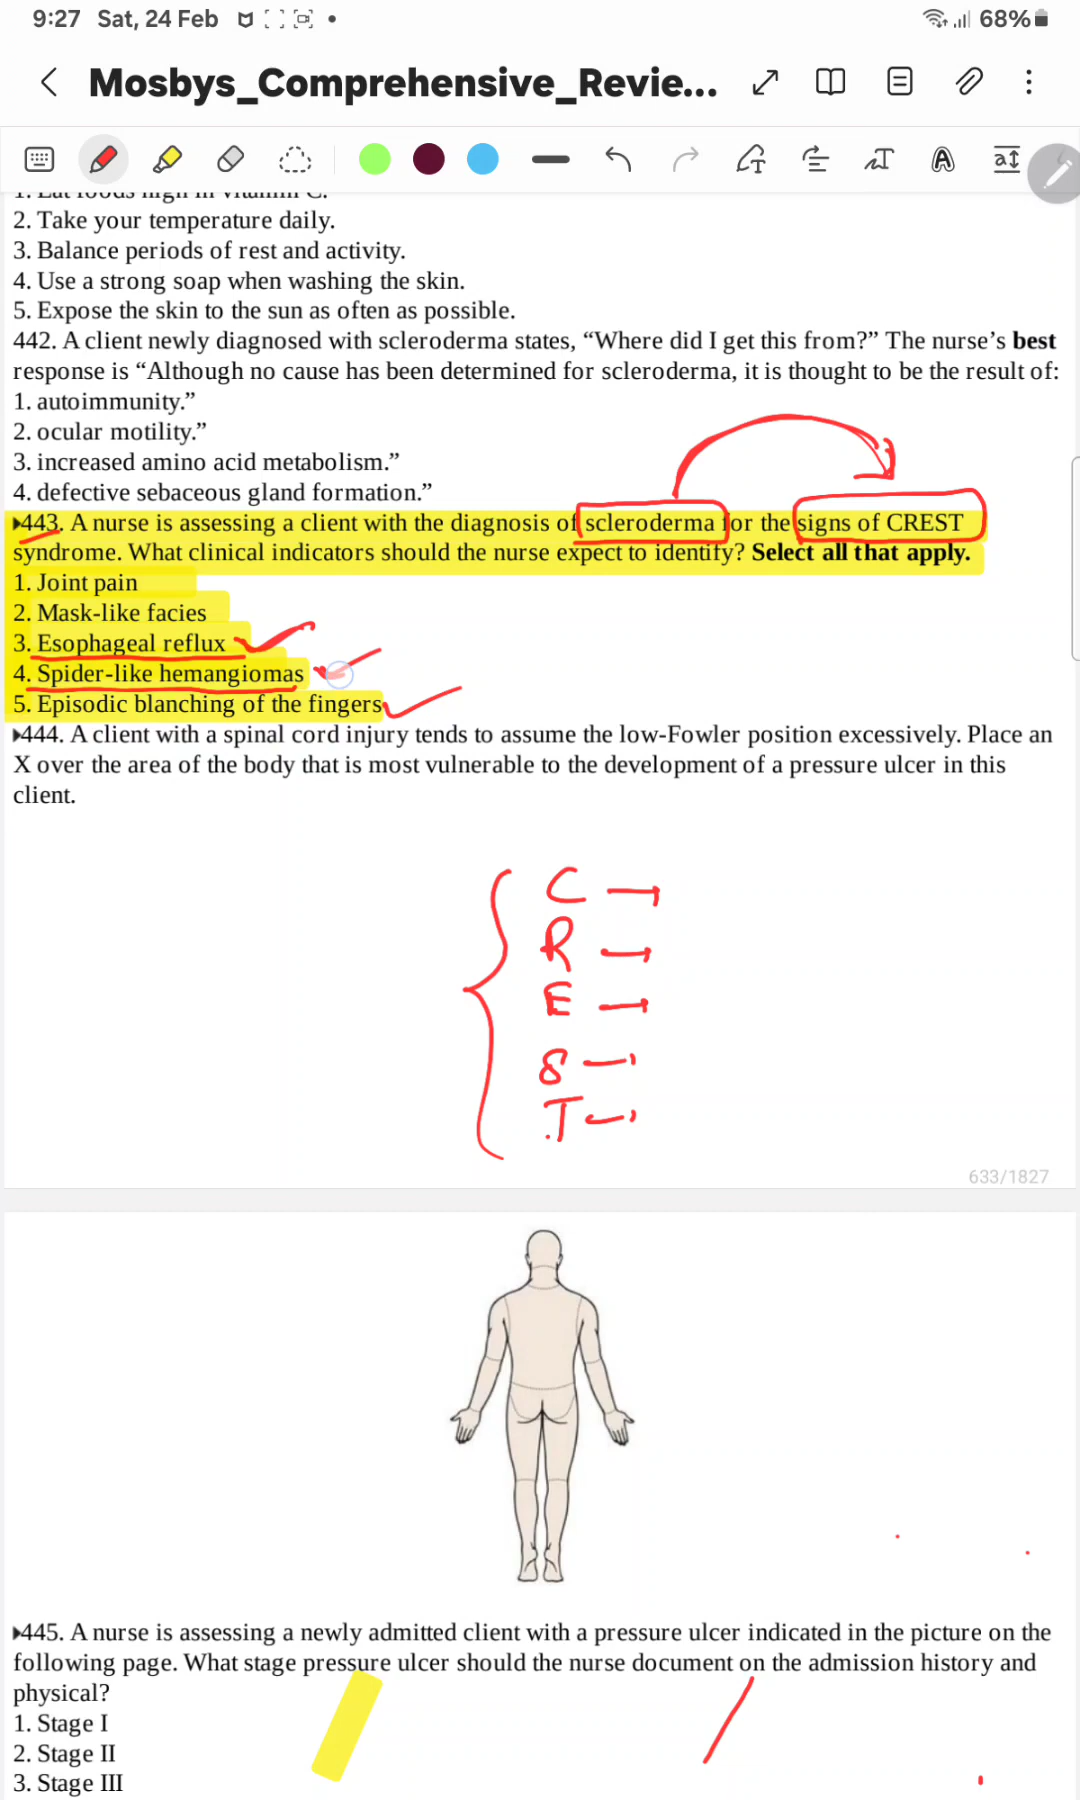 9:27 Sat, 24 Feb
68%
Mosbys_Comprehensive_Revie...
1. Eat foods high in vitamin C.
2. Take your temperature daily.
3. Balance periods of rest and activity.
4. Use a strong soap when washing the skin.
5. Expose the skin to the sun as often as possible.
442. A client newly diagnosed with scleroderma states, “Where did I get this from?” The nurse’s best
response is “Although no cause has been determined for scleroderma, it is thought to be the result of:
1. autoimmunity.”
2. ocular motility.”
3. increased amino acid metabolism.”
4. defective sebaceous gland formation.”
443. A nurse is assessing a client with the diagnosis of scleroderma for the signs of CREST
syndrome. What clinical indicators should the nurse expect to identify? Select all that apply.
1. Joint pain
2. Mask-like facies
3. Esophageal reflux
4. Spider-like hemangiomas
5. Episodic blanching of the fingers
444. A client with a spinal cord injury tends to assume the low-Fowler position excessively. Place an
X over the area of the body that is most vulnerable to the development of a pressure ulcer in this
client.
C
R
E
S
T
633/1827
445. A nurse is assessing a newly admitted client with a pressure ulcer indicated in the picture on the
following page. What stage pressure ulcer should the nurse document on the admission history and
physical?
1. Stage I
2. Stage II
3. Stage III